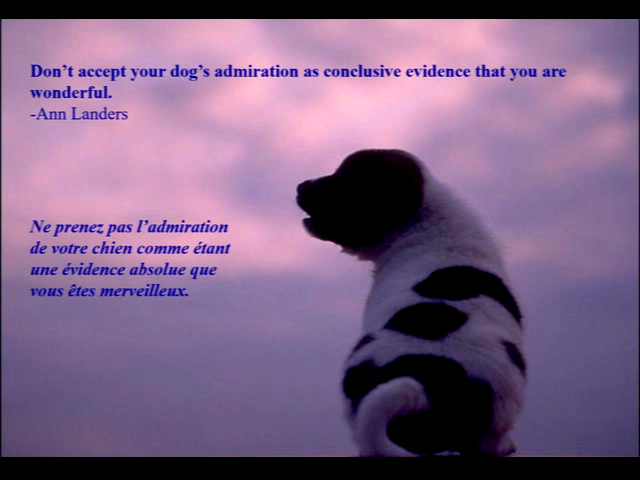 Don’t accept your dog’s admiration as conclusive evidence that you are
wonderful.
-Ann Landers
Ne prenez pas l’admiration
de votre chien comme étant
une évidence absolue que
vous êtes merveilleux.